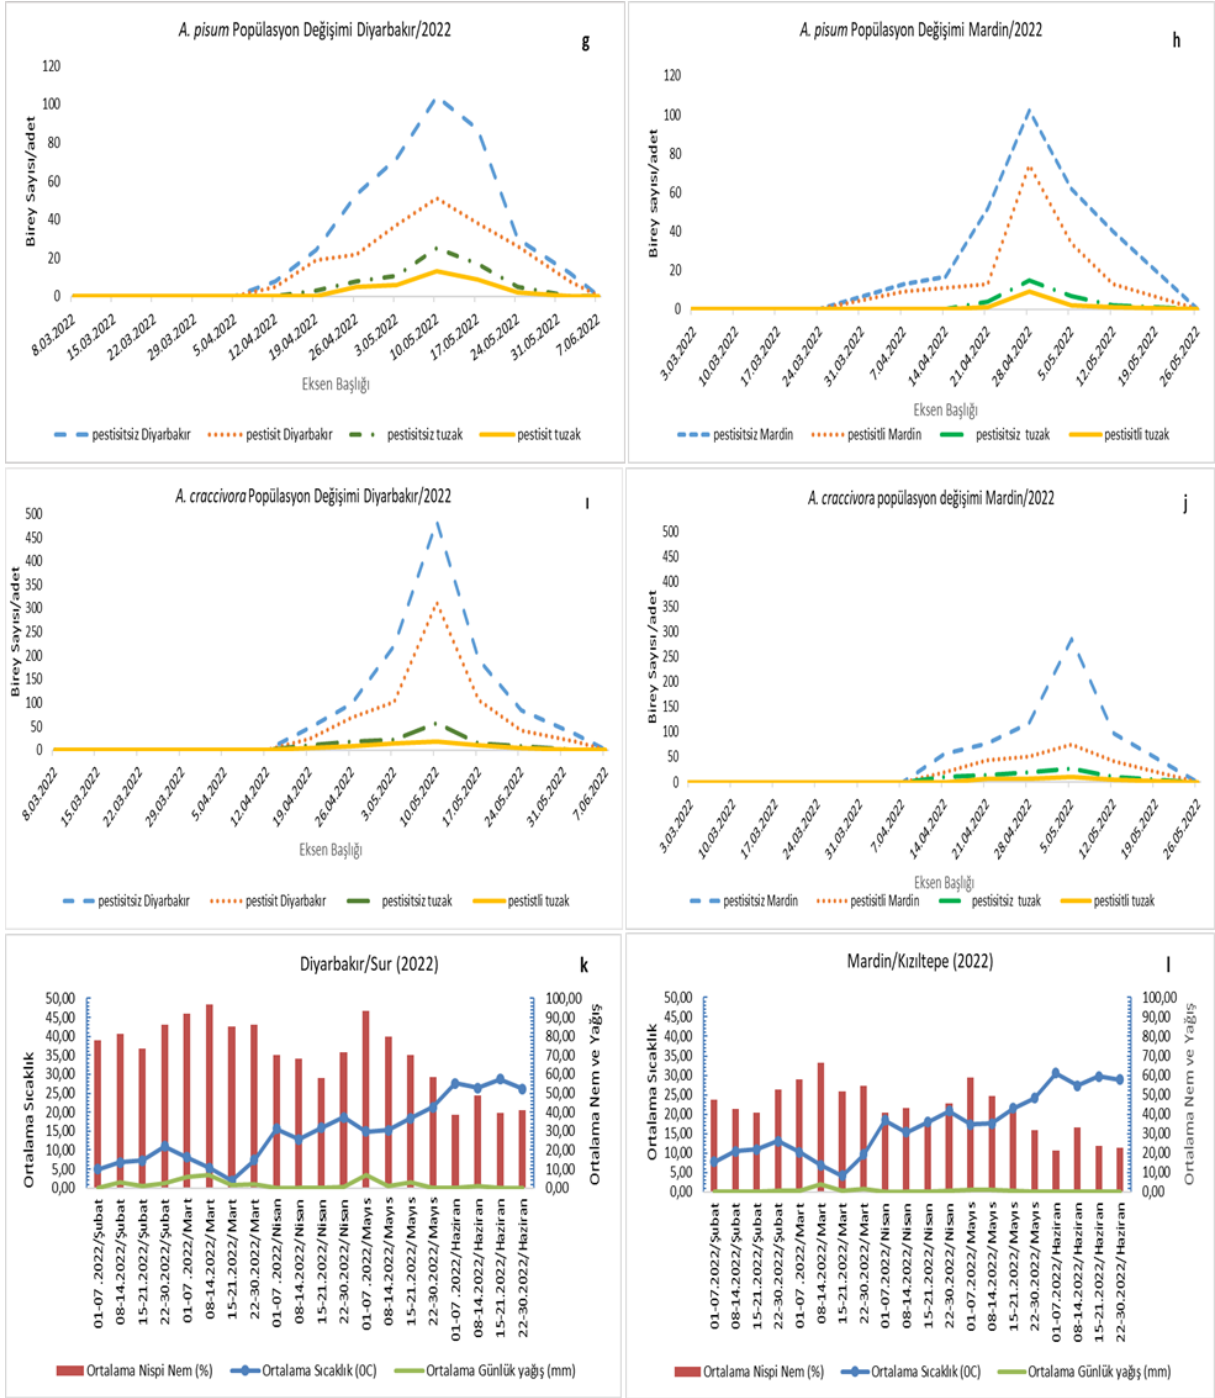 A. pisum Popülasyon Değişimi Diyarbakır/2022
g
120
100
80
60
40
20
0
Birey Sayısı/adet
8.03.2022
15.03.2022
22.03.2022
29.03.2022
5.04.2022
12.04.2022
19.04.2022
26.04.2022
3.05.2022
10.05.2022
17.05.2022
24.05.2022
31.05.2022
7.06.2022
Eksen Başlığı
pestisitsiz Diyarbakır pestisit Diyarbakır pestisitsiz tuzak pestisit tuzak
A. pisum Popülasyon Değişimi Mardin/2022
h
120
100
80
60
40
20
0
Birey sayısı/adet
3.03.2022
10.03.2022
17.03.2022
24.03.2022
31.03.2022
7.04.2022
14.04.2022
21.04.2022
28.04.2022
5.05.2022
12.05.2022
19.05.2022
26.05.2022
Eksen Başlığı
pestisitsiz Mardin pestisitli Mardin pestisitsiz tuzak pestisitli tuzak
A. craccivora Popülasyon Değişimi Diyarbakır/2022
ı
500
450
400
350
300
250
200
150
100
50
0
Birey Sayısı/adet
8.03.2022
15.03.2022
22.03.2022
29.03.2022
5.04.2022
12.04.2022
19.04.2022
26.04.2022
3.05.2022
10.05.2022
17.05.2022
24.05.2022
31.05.2022
7.06.2022
Eksen Başlığı
pestisitsiz Diyarbakır pestisit Diyarbakır pestisitsiz tuzak pestistli tuzak
A. craccivora popülasyon değişimi Mardin/2022
j
500
450
400
350
300
250
200
150
100
50
0
Birey Sayısı/adet
3.03.2022
10.03.2022
17.03.2022
24.03.2022
31.03.2022
7.04.2022
14.04.2022
21.04.2022
28.04.2022
5.05.2022
12.05.2022
19.05.2022
26.05.2022
Eksen Başlığı
pestisitsiz Mardin pestisitli Mardin pestisitsiz tuzak pestisitli tuzak
Diyarbakır/Sur (2022)
k
50,00
45,00
40,00
35,00
30,00
25,00
20,00
15,00
10,00
5,00
0,00
Ortalama Sıcaklık
100,00
90,00
80,00
70,00
60,00
50,00
40,00
30,00
20,00
10,00
0,00
Ortalama Nem ve Yağış
01-07 .2022/Şubat
08-14.2022/Şubat
15-21.2022/Şubat
22-30.2022/Şubat
01-07 .2022/Mart
08-14.2022/Mart
15-21.2022/Mart
22-30.2022/Mart
01-07 .2022/Nisan
08-14.2022/Nisan
15-21.2022/Nisan
22-30.2022/Nisan
01-07 .2022/Mayıs
08-14.2022/Mayıs
15-21.2022/Mayıs
22-30.2022/Mayıs
01-07 .2022/Haziran
08-14.2022/Haziran
15-21.2022/Haziran
22-30.2022/Haziran
Ortalama Nispi Nem (%) Ortalama Sıcaklık (0C) Ortalama Günlük yağış (mm)
Mardin/Kızıltepe (2022)
l
50,00
45,00
40,00
35,00
30,00
25,00
20,00
15,00
10,00
5,00
0,00
Ortalama Sıcaklık
100,00
90,00
80,00
70,00
60,00
50,00
40,00
30,00
20,00
10,00
0,00
Ortalama Nem ve Yağış
01-07.2022/Şubat
08-14.2022/Şubat
15-21.2022/Şubat
22-30.2022/Şubat
01-07.2022/Mart
08-14.2022/Mart
15-21.2022/Mart
22-30.2022/Mart
01-07.2022/Nisan
08-14.2022/Nisan
15-21.2022/Nisan
22-30.2022/Nisan
01-07.2022/Mayıs
08-14.2022/Mayıs
15-21.2022/Mayıs
22-30.2022/Mayıs
01-07.2022/Haziran
08-14.2022/Haziran
15-21.2022/Haziran
22-30.2022/Haziran
Ortalama Nispi Nem (%) Ortalama Sıcaklık (0C) Ortalama Günlük yağış (mm)